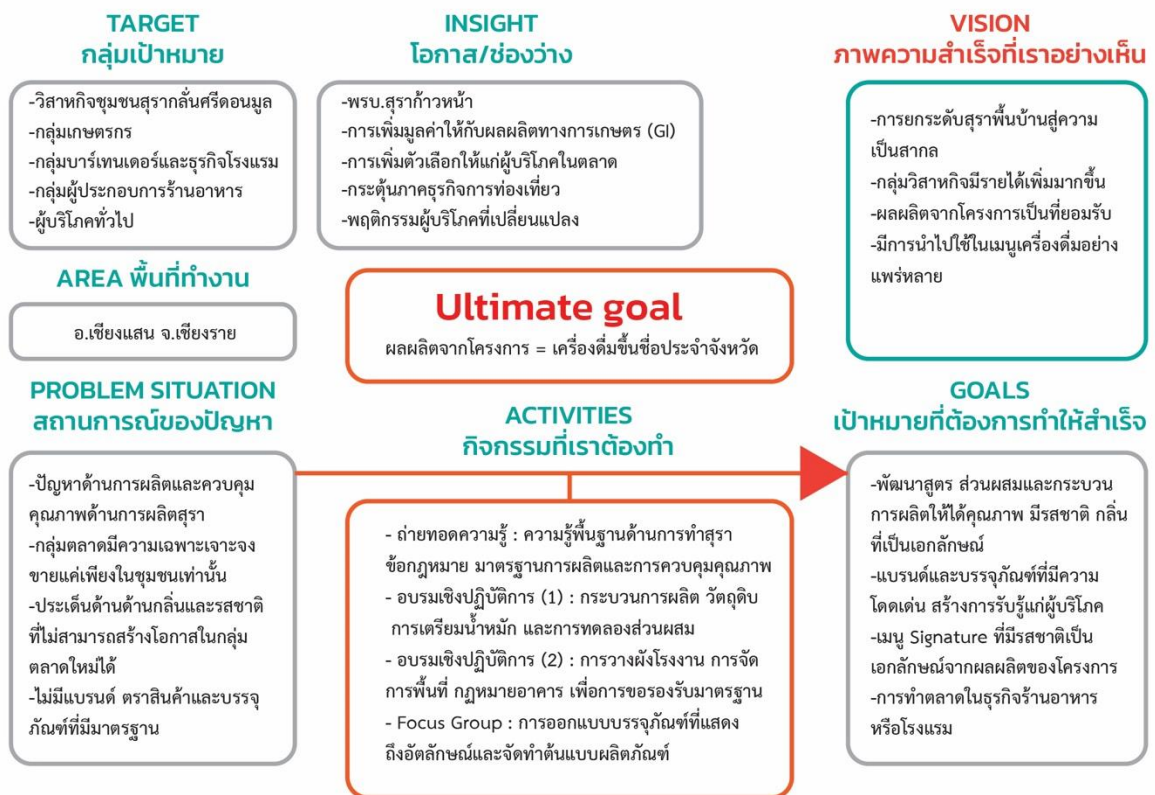 TARGET
กลุ่มเป้าหมาย
-วิสาหกิจชุมชนสุรากลั่นศรีดอนมูล
-กลุ่มเกษตรกร
-กลุ่มบาร์เทนเดอร์และธุรกิจโรงแรม
-กลุ่มผู้ประกอบการร้านอาหาร
-ผู้บริโภคทั่วไป
INSIGHT
โอกาส/ช่องว่าง
-พรบ.สุราก้าวหน้า
-การเพิ่มมูลค่าให้กับผลผลิตทางการเกษตร (GI)
-การเพิ่มตัวเลือกให้แก่ผู้บริโภคในตลาด
-กระตุ้นภาคธุรกิจการท่องเที่ยว
-พฤติกรรมผู้บริโภคที่เปลี่ยนแปลง
VISION
ภาพความสำเร็จที่เราอย่างเห็น
-การยกระดับสุราพื้นบ้านสู่ความ
เป็นสากล
-กลุ่มวิสาหกิจมีรายได้เพิ่มมากขึ้น
-ผลผลิตจากโครงการเป็นที่ยอมรับ
-มีการนำไปใช้ในเมนูเครื่องดื่มอย่าง
แพร่หลาย
AREA พื้นที่ทำงาน
อ.เชียงแสน จ.เชียงราย
Ultimate goal
ผลผลิตจากโครงการ = เครื่องดื่มขึ้นชื่อประจำจังหวัด
PROBLEM SITUATION
สถานการณ์ของปัญหา
-ปัญหาด้านการผลิตและควบคุม
คุณภาพด้านการผลิตสุรา
-กลุ่มตลาดมีความเฉพาะเจาะจง
ขายแค่เพียงในชุมชนเท่านั้น
-ประเด็นด้านด้านกลิ่นและรสชาติ
ที่ไม่สามารถสร้างโอกาสในกลุ่ม
ตลาดใหม่ได้
-ไม่มีแบรนด์ ตราสินค้าและบรรจุ
ภัณฑ์ที่มีมาตรฐาน
ACTIVITIES
กิจกรรมที่เราต้องทำ
- ถ่ายทอดความรู้ : ความรู้พื้นฐานด้านการทำสุรา
ข้อกฎหมาย มาตรฐานการผลิตและการควบคุมคุณภาพ
- อบรมเชิงปฏิบัติการ (1) : กระบวนการผลิต วัตถุดิบ
การเตรียมน้ำหมัก และการทดลองส่วนผสม
- อบรมเชิงปฏิบัติการ (2) : การวางผังโรงงาน การจัด
การพื้นที่ กฎหมายอาคาร เพื่อการขอรองรับมาตรฐาน
- Focus Group : การออกแบบบรรจุภัณฑ์ที่แสดง
ถึงอัตลักษณ์และจัดทำต้นแบบผลิตภัณฑ์
GOALS
เป้าหมายที่ต้องการทำให้สำเร็จ
-พัฒนาสูตร ส่วนผสมและกระบวน
การผลิตให้ได้คุณภาพ มีรสชาติ กลิ่น
ที่เป็นเอกลักษณ์
-แบรนด์และบรรจุภัณฑ์ที่มีความ
โดดเด่น สร้างการรับรู้แก่ผู้บริโภค
-เมนู Signature ที่มีรสชาติเป็น
เอกลักษณ์จากผลผลิตของโครงการ
-การทำตลาดในธุรกิจร้านอาหาร
หรือโรงแรม